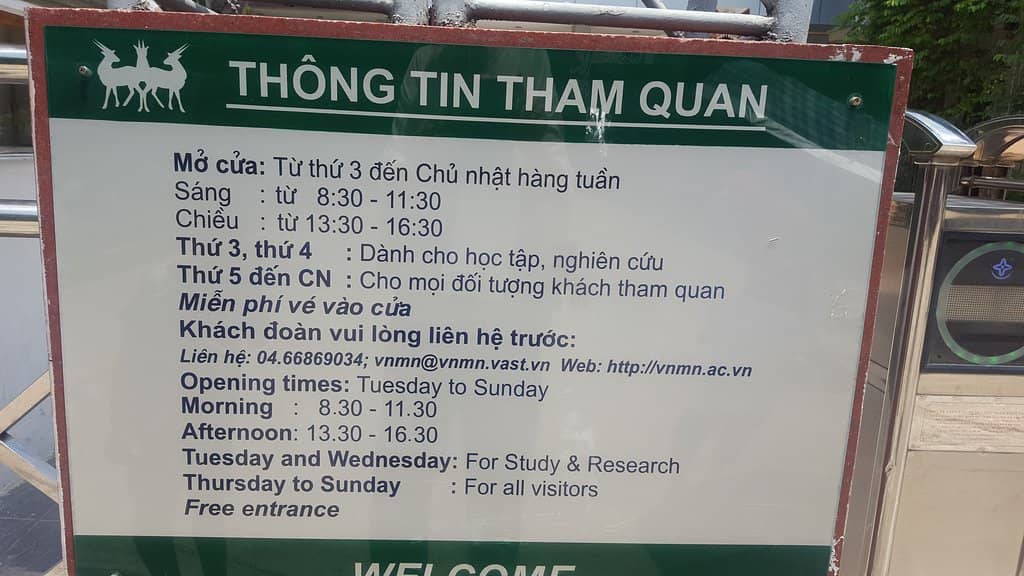 THÔNG TIN THAM QUAN
Mở cửa: Từ thứ 3 đến Chủ nhật hàng tuần
Sáng : từ 8:30 - 11:30
Chiều : từ 13:30 - 16:30
Thứ 3, thứ 4 : Dành cho học tập, nghiên cứu
Thứ 5 đến CN : Cho mọi đối tượng khách tham quan
Miễn phí vé vào cửa
Khách đoàn vui lòng liên hệ trước:
Liên hệ: 04.66869034; vnmn@vnmn.vast.vn Web: http://vnmn.ac.vn
Opening times: Tuesday to Sunday
Morning : 8.30 - 11.30
Afternoon: 13.30 - 16.30
Tuesday and Wednesday: For Study & Research
Thursday to Sunday : For all visitors
Free entrance
WELCOME